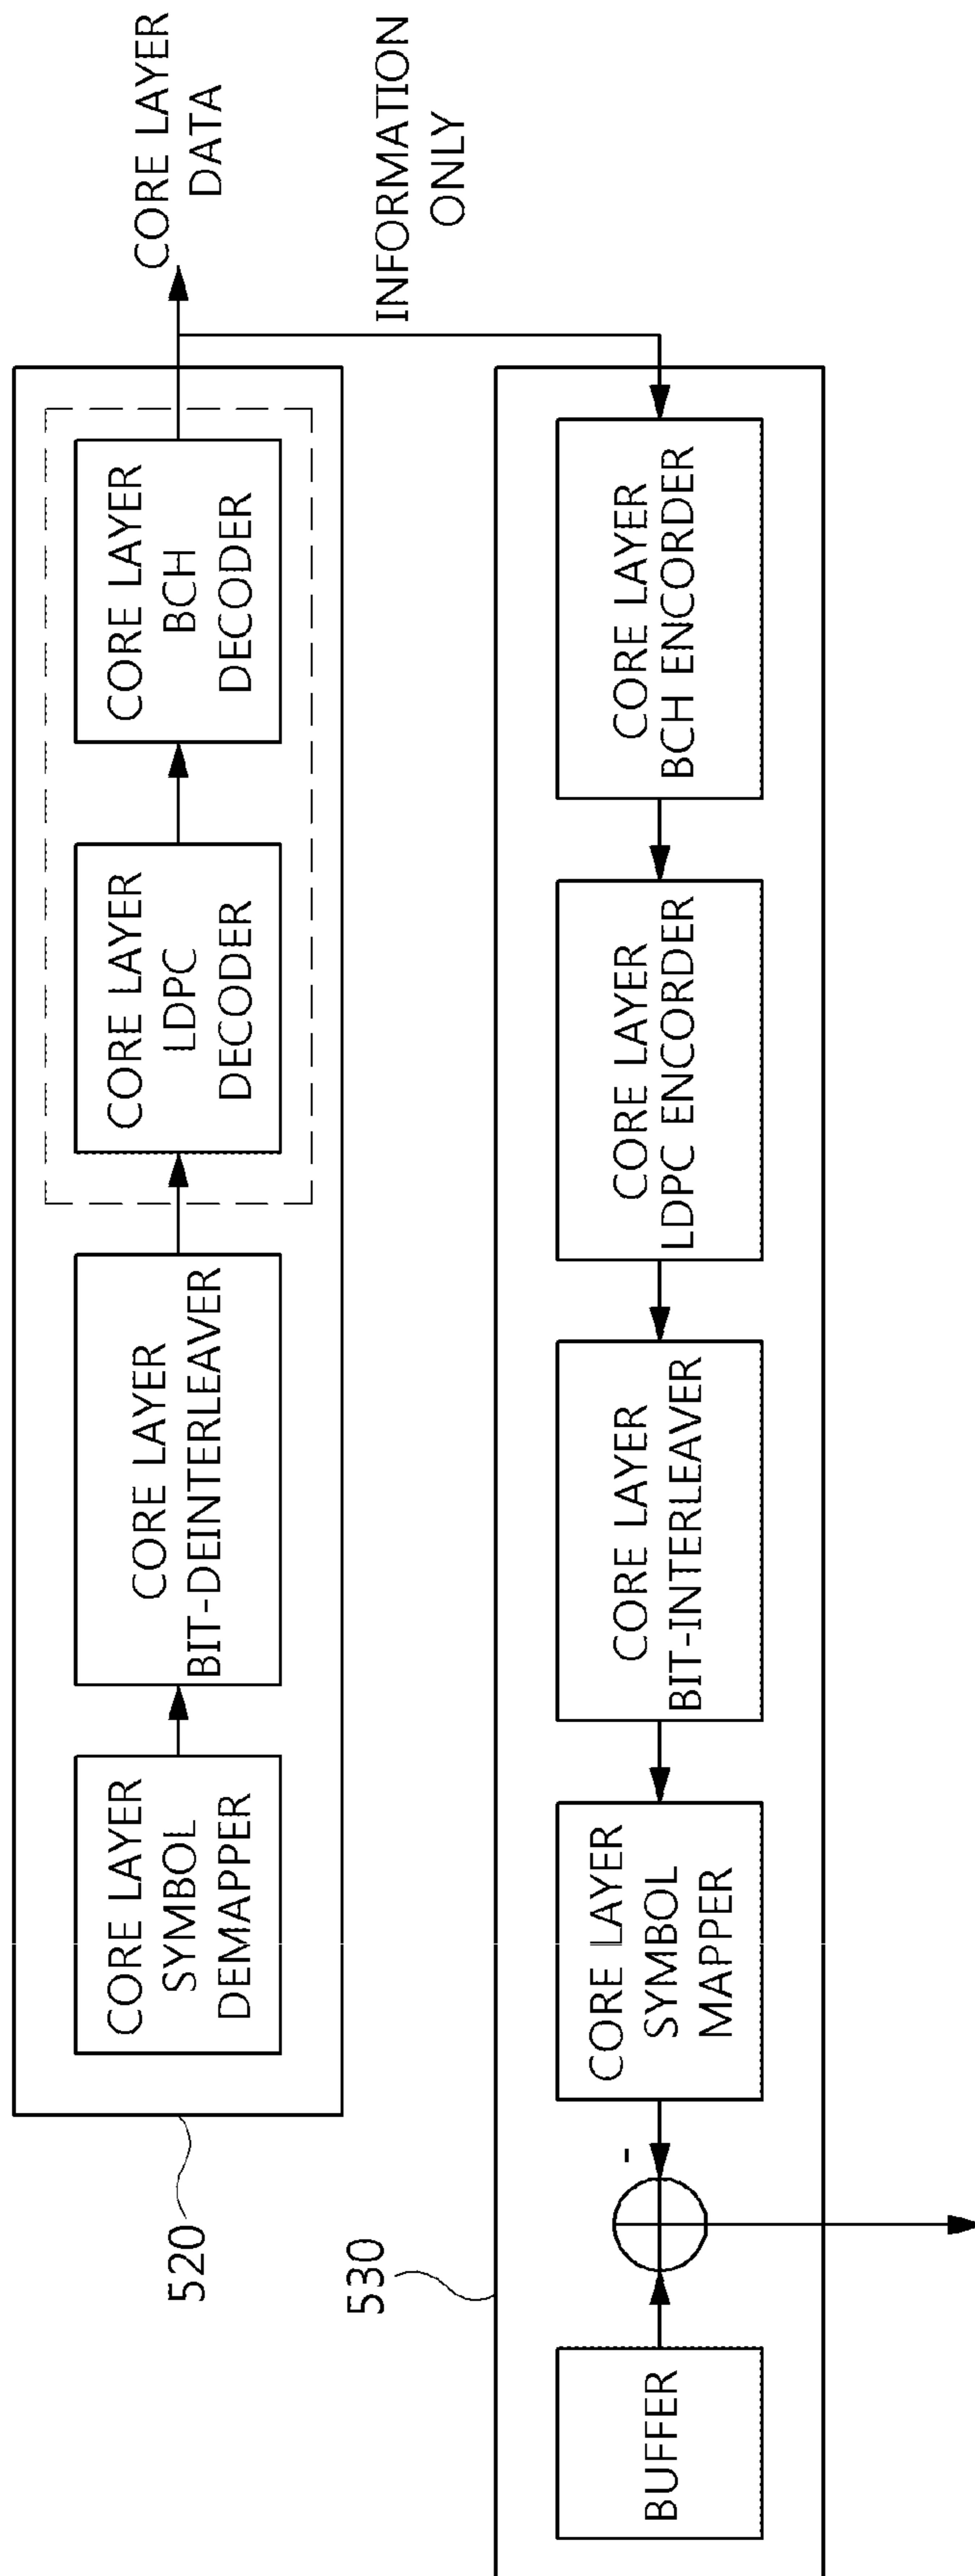 CORE LAYER
SYMBOL
DEMAPPER
CORE LAYER
BIT-DEINTERLEAVER
CORE LAYER
LDPC
DECODER
CORE LAYER
BCH
DECODER
CORE LAYER
DATA
INFORMATION
ONLY
520
530
BUFFER
-
CORE LAYER
SYMBOL
MAPPER
CORE LAYER
BIT-INTERLEAVER
CORE LAYER
LDPC ENCORDER
CORE LAYER
BCH ENCORDER